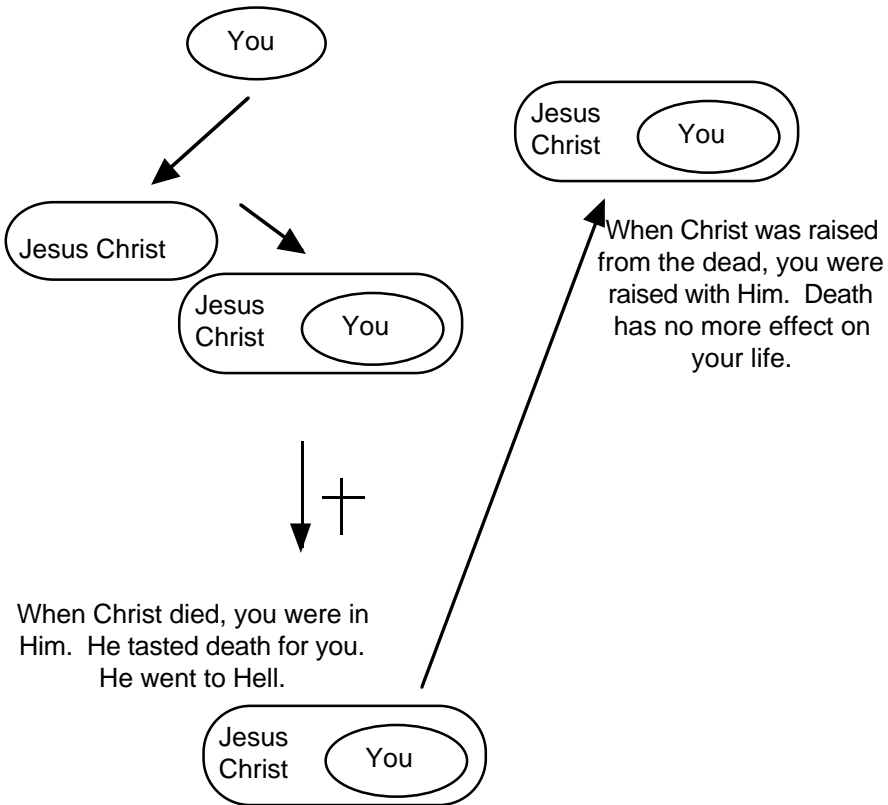 You
Jesus Christ
Jesus
Christ
You
When Christ died, you were in
Him.  He tasted death for you.
He went to Hell.
Jesus
Christ
You
Jesus
Christ
You
When Christ was raised
from the dead, you were
raised with Him.  Death
has no more effect on
your life.